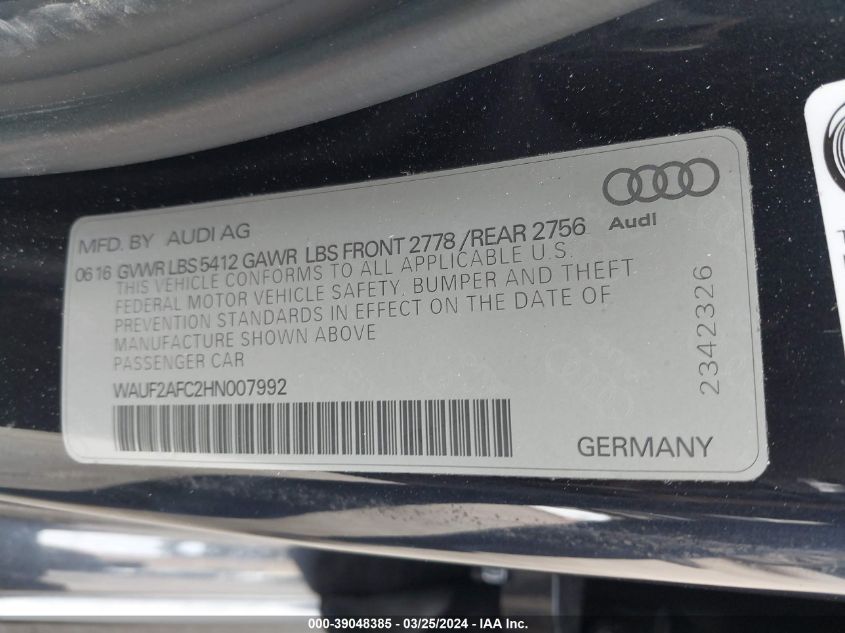 Audi
MFD. BY AUDI AG
0616 GVWR LBS 5412 GAWR LBS FRONT 2778 /REAR 2756
THIS VEHICLE CONFORMS TO ALL APPLICABLE U.S.
FEDERAL MOTOR VEHICLE SAFETY, BUMPER AND THEFT
PREVENTION STANDARDS IN EFFECT ON THE DATE OF
MANUFACTURE SHOWN ABOVE
PASSENGER CAR
WAUF2AFC2HN007992
2342326
GERMANY
000-39048385 - 03/25/2024 - IAA Inc.